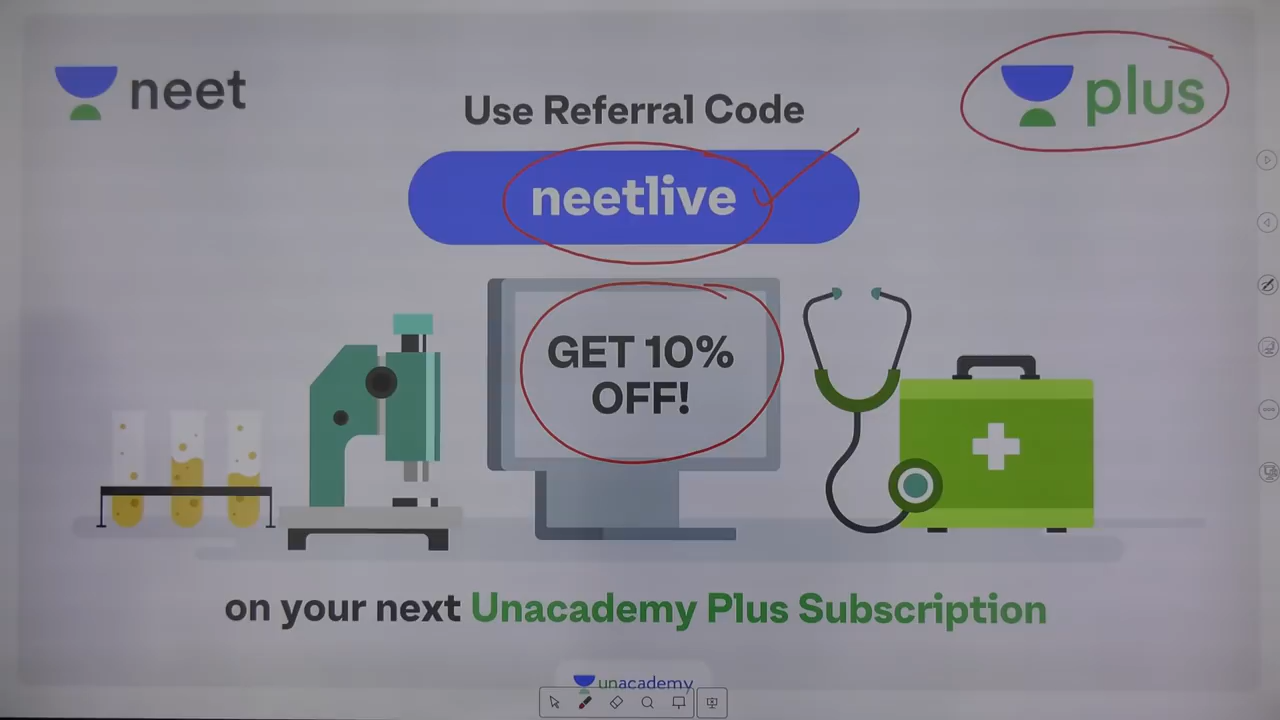 neet
plus
Use Referral Code
neetlive
GET 10%
OFF!
on your next Unacademy Plus Subscription
unacademy